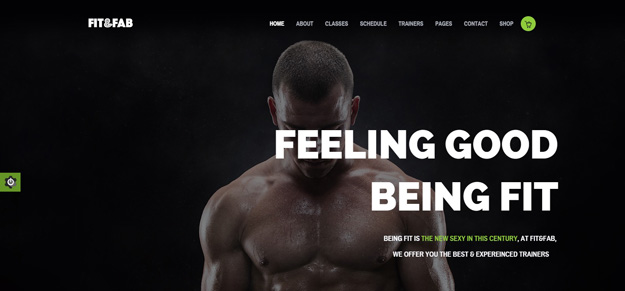 FIT&FAB
HOME ABOUT CLASSES SCHEDULE TRAINERS PAGES CONTACT SHOP
FEELING GOOD
BEING FIT
BEING FIT IS THE NEW SEXY IN THIS CENTURY, AT FIT&FAB,
WE OFFER YOU THE BEST & EXPEREINCED TRAINERS